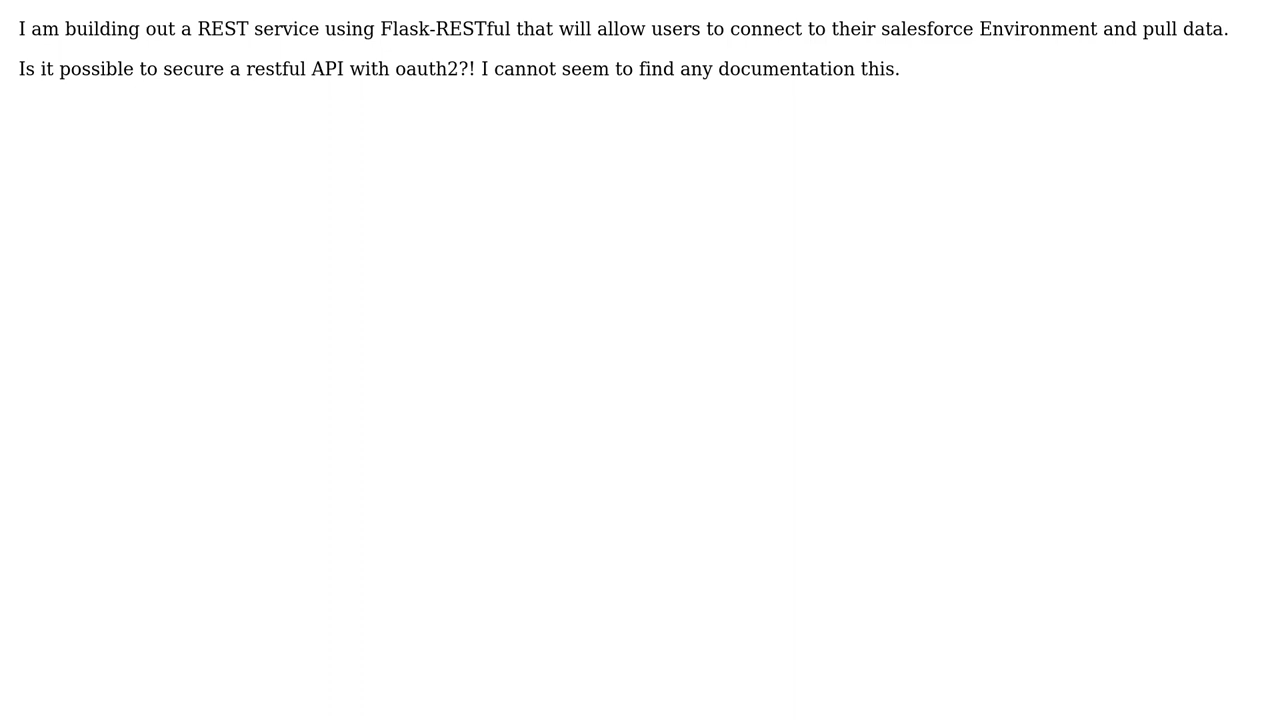 I am building out a REST service using Flask-RESTful that will allow users to connect to their salesforce Environment and pull data.
Is it possible to secure a restful API with oauth2?! I cannot seem to find any documentation this.